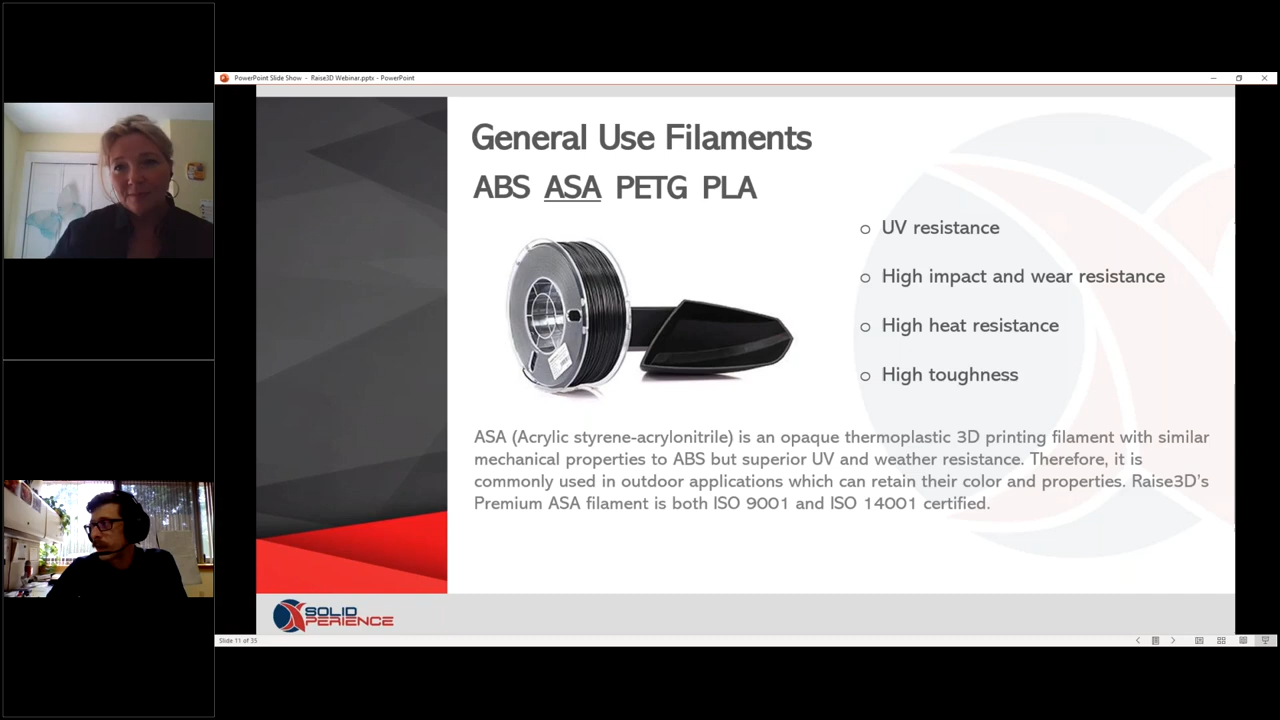 PowerPoint Slide Show - Raise3D Webinar.pptx - PowerPoint
General Use Filaments
ABS ASA PETG PLA
UV resistance
High impact and wear resistance
High heat resistance
High toughness
ASA (Acrylic styrene-acrylonitrile) is an opaque thermoplastic 3D printing filament with similar
mechanical properties to ABS but superior UV and weather resistance. Therefore, it is
commonly used in outdoor applications which can retain their color and properties. Raise3D's
Premium ASA filament is both ISO 9001 and ISO 14001 certified.
SOLID
XPERIENCE
Slide 11 of 35